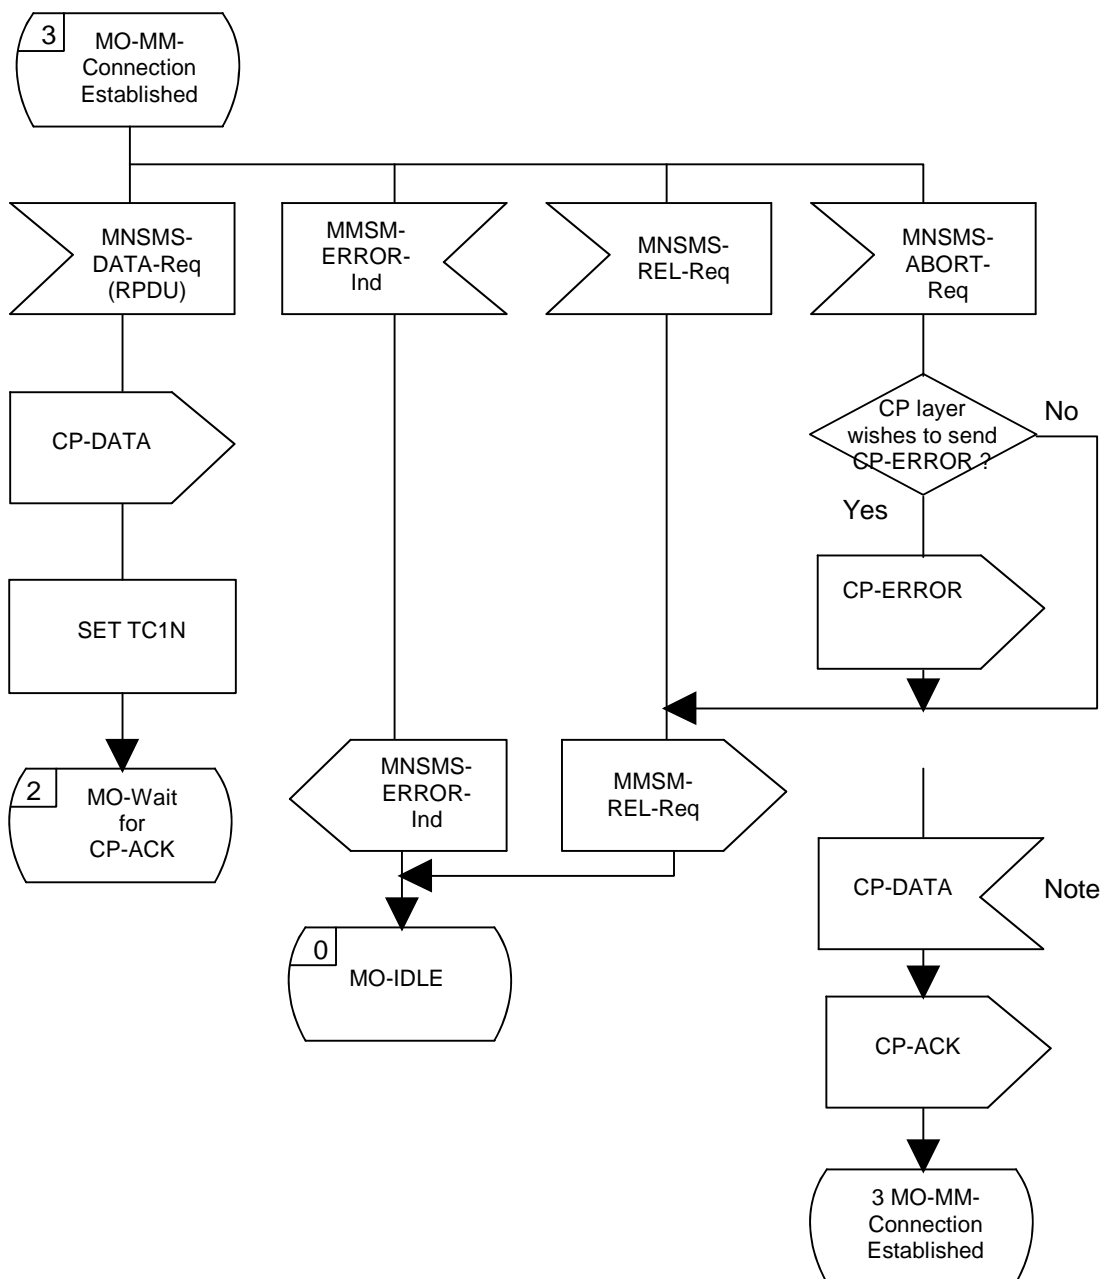 3
MO-MM-
Connection
Established
MNSMS-
DATA-Req
(RPDU)
MMSM-
ERROR-
Ind
MNSMS-
REL-Req
MNSMS-
ABORT-
Req
CP-DATA
CP layer
wishes to send
CP-ERROR ?
No
Yes
CP-ERROR
SET TC1N
2
MO-Wait
for
CP-ACK
MNSMS-
ERROR-
Ind
MMSM-
REL-Req
CP-DATA
Note
0
MO-IDLE
CP-ACK
3 MO-MM-
Connection
Established